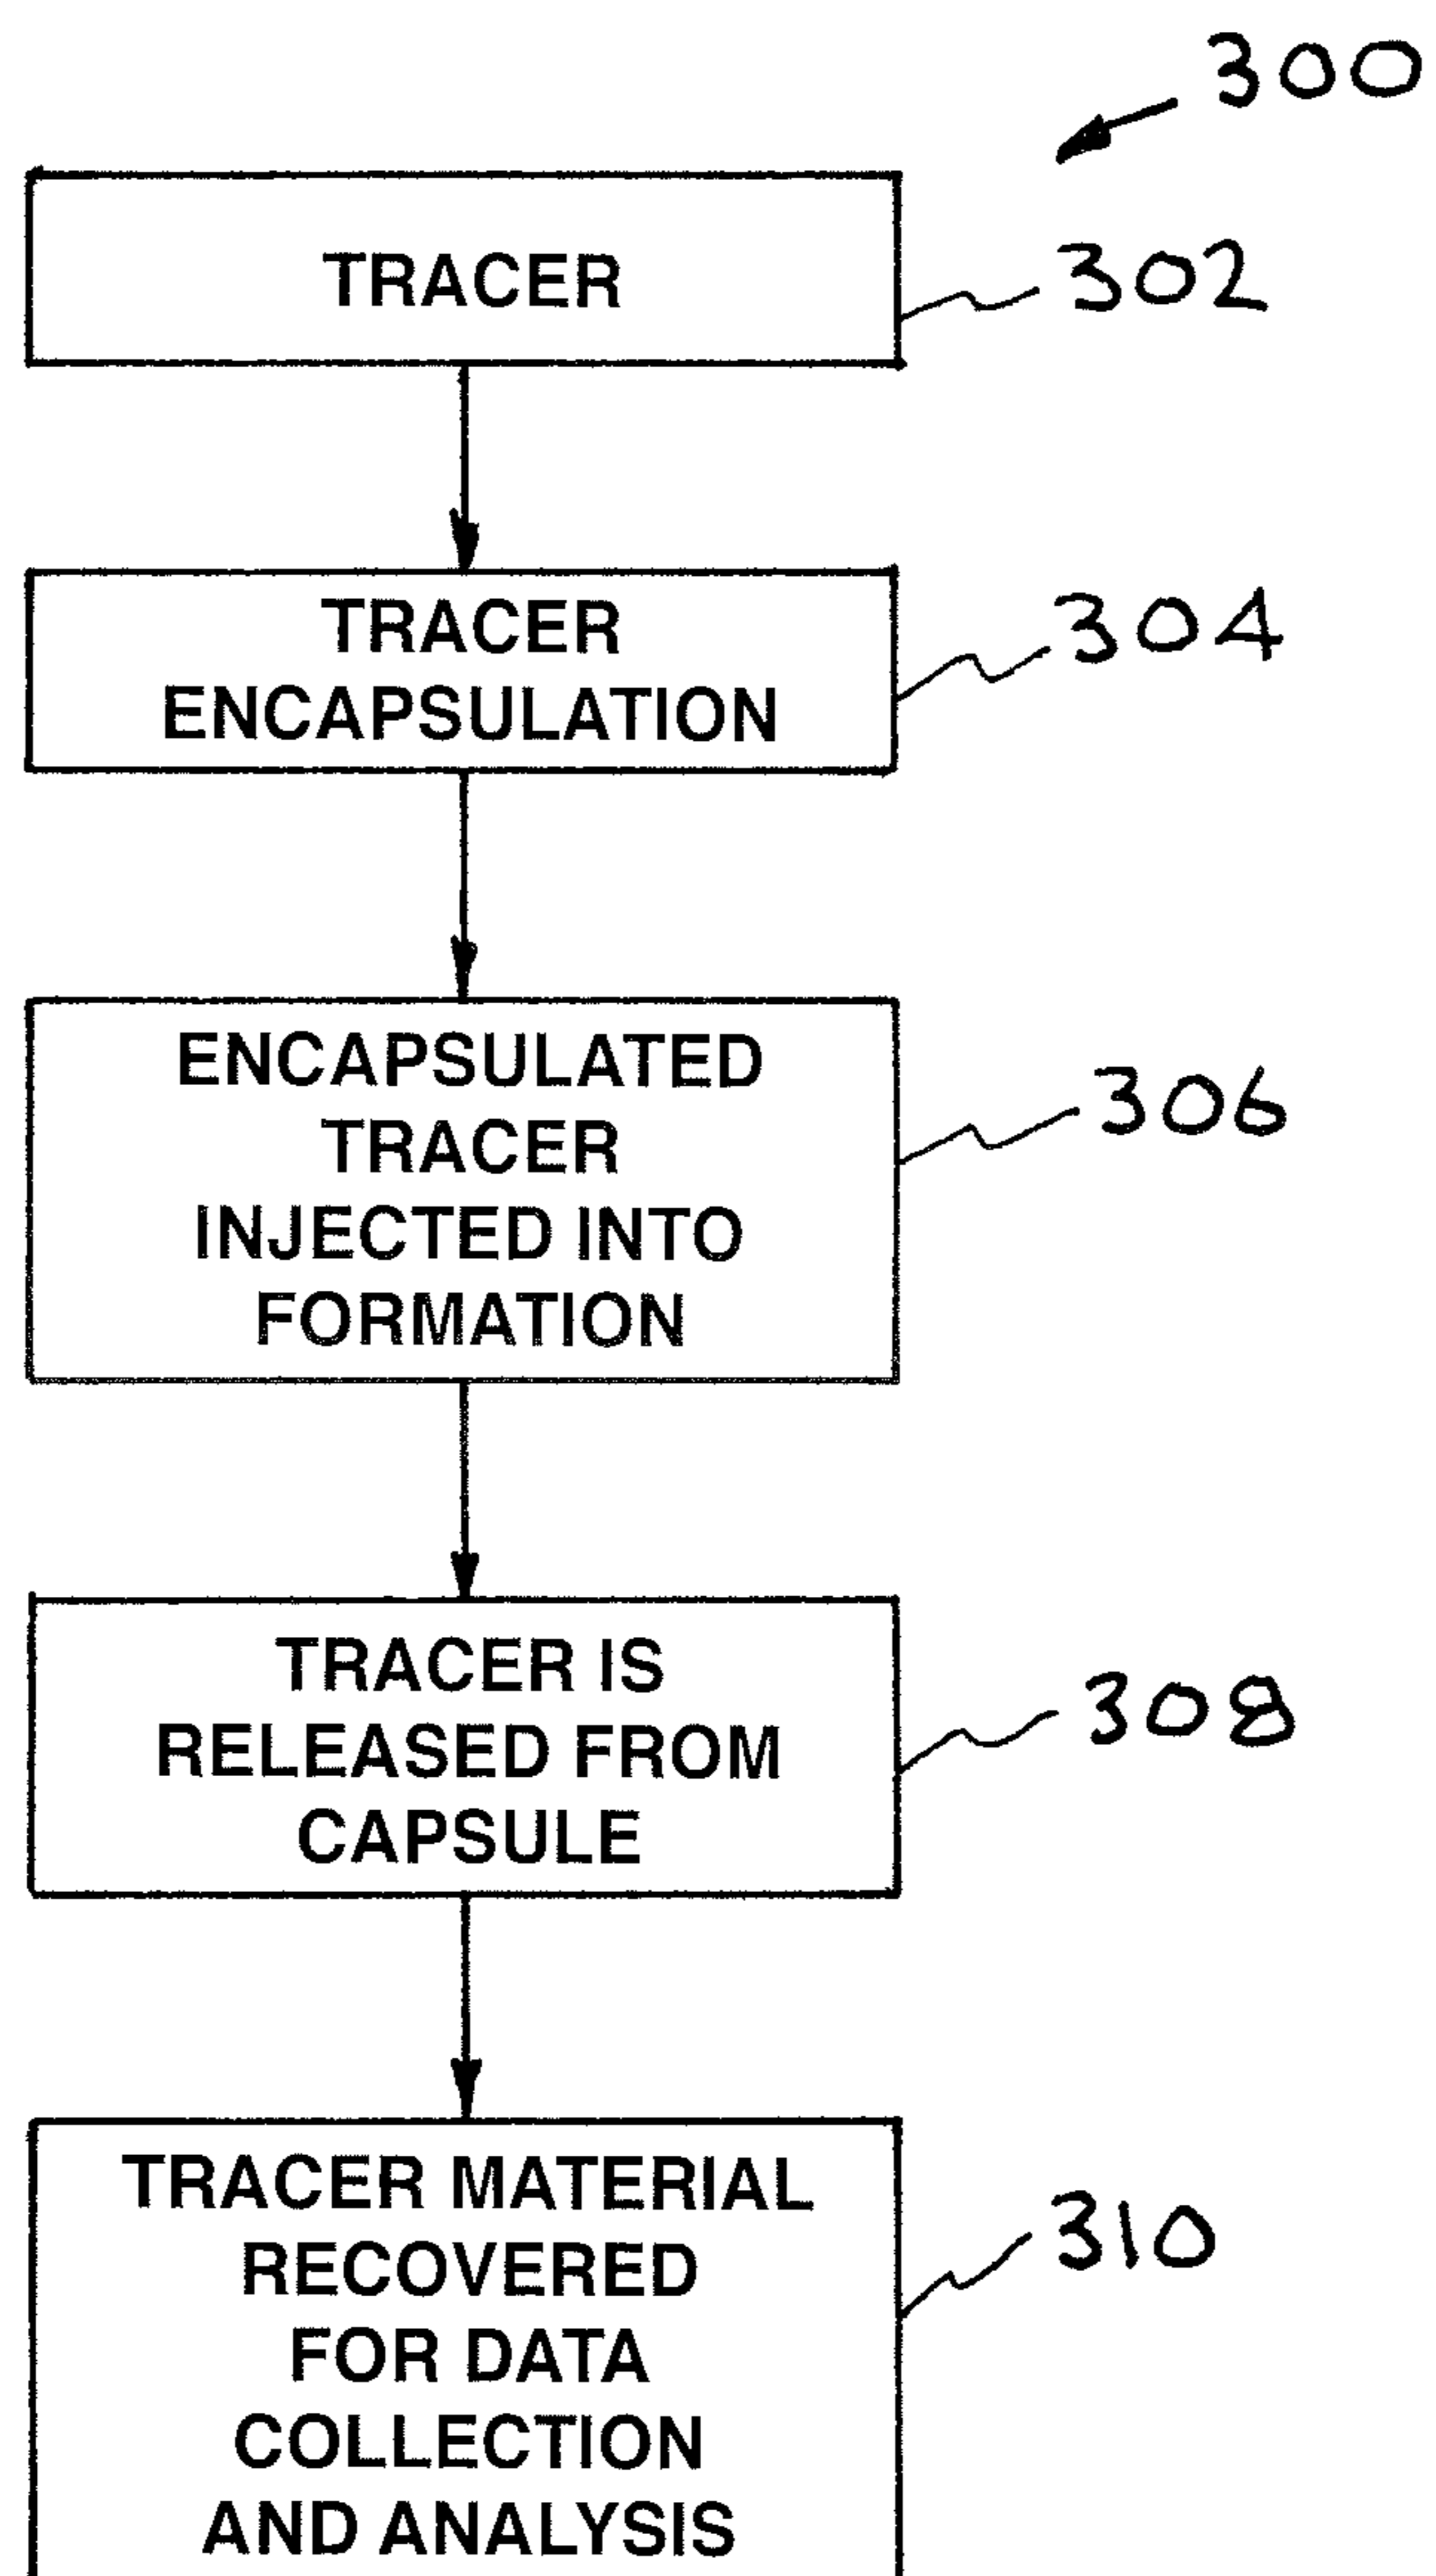 300
TRACER
302
TRACER
ENCAPSULATION
304
ENCAPSULATED
TRACER
INJECTED INTO
FORMATION
306
TRACER IS
RELEASED FROM
CAPSULE
308
TRACER MATERIAL
RECOVERED
FOR DATA
COLLECTION
AND ANALYSIS
310